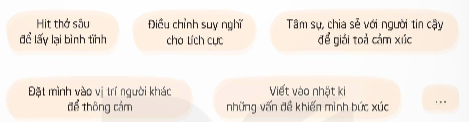 Hít thở sâu
để lấy lại bình tĩnh
Điều chỉnh suy nghĩ
cho tích cực
Tâm sự, chia sẻ với người tin cậy
để giải toả cảm xúc
Đặt mình vào vị trí người khác
để thông cảm
Viết vào nhật kí
những vấn đề khiến mình bức xúc
...